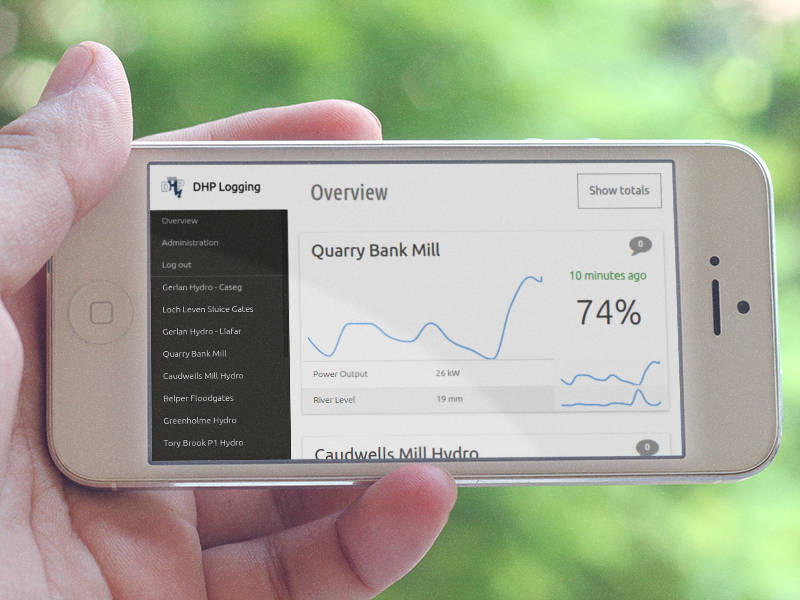 DHP
DHP Logging
Overview
Show totals
Overview
Administration
Log out
Gerlan Hydro - Caseg
Loch Leven Sluice Gates
Gerlan Hydro - Llafar
Quarry Bank Mill
Caudwells Mill Hydro
Belper Floodgates
Greenholme Hydro
Tory Brook P1 Hydro
Quarry Bank Mill
0
10 minutes ago
74%
Power Output 26 kW
River Level 19 mm
Caudwells Mill Hydro
0